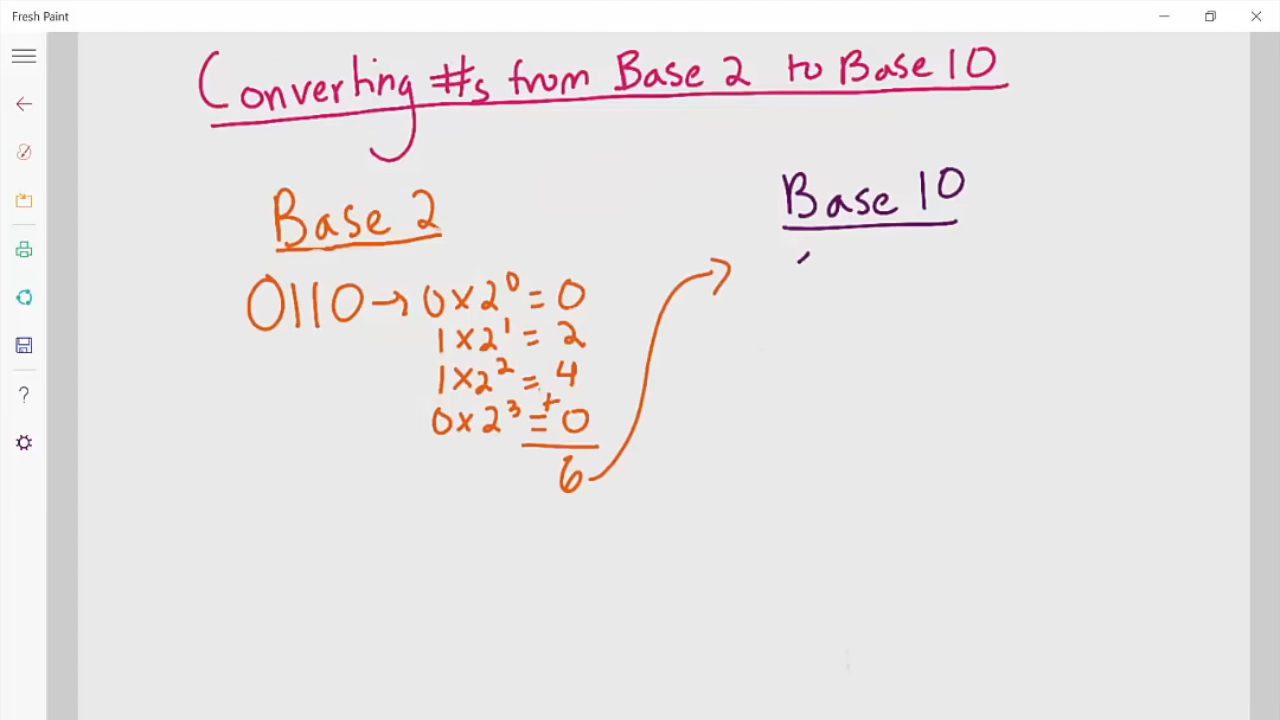 Fresh Paint
Converting #s from Base 2 to Base 10
Base 2
0110 → 0 x 2⁰ = 0
1 x 2¹ = 2
1 x 2² = 4
0 x 2³ = + 0
6
Base 10